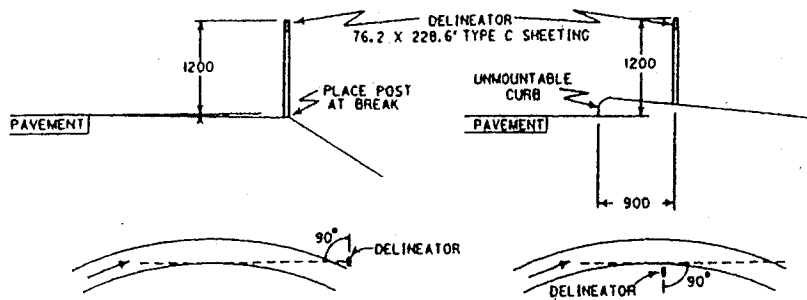 DELINEATOR
76.2 X 228.6" TYPE C SHEETING
1200
1200
UNMOUNTABLE
CURB
PLACE POST
AT BREAK
PAVEMENT
PAVEMENT
900
90°
DELINEATOR
DELINEATOR
90°